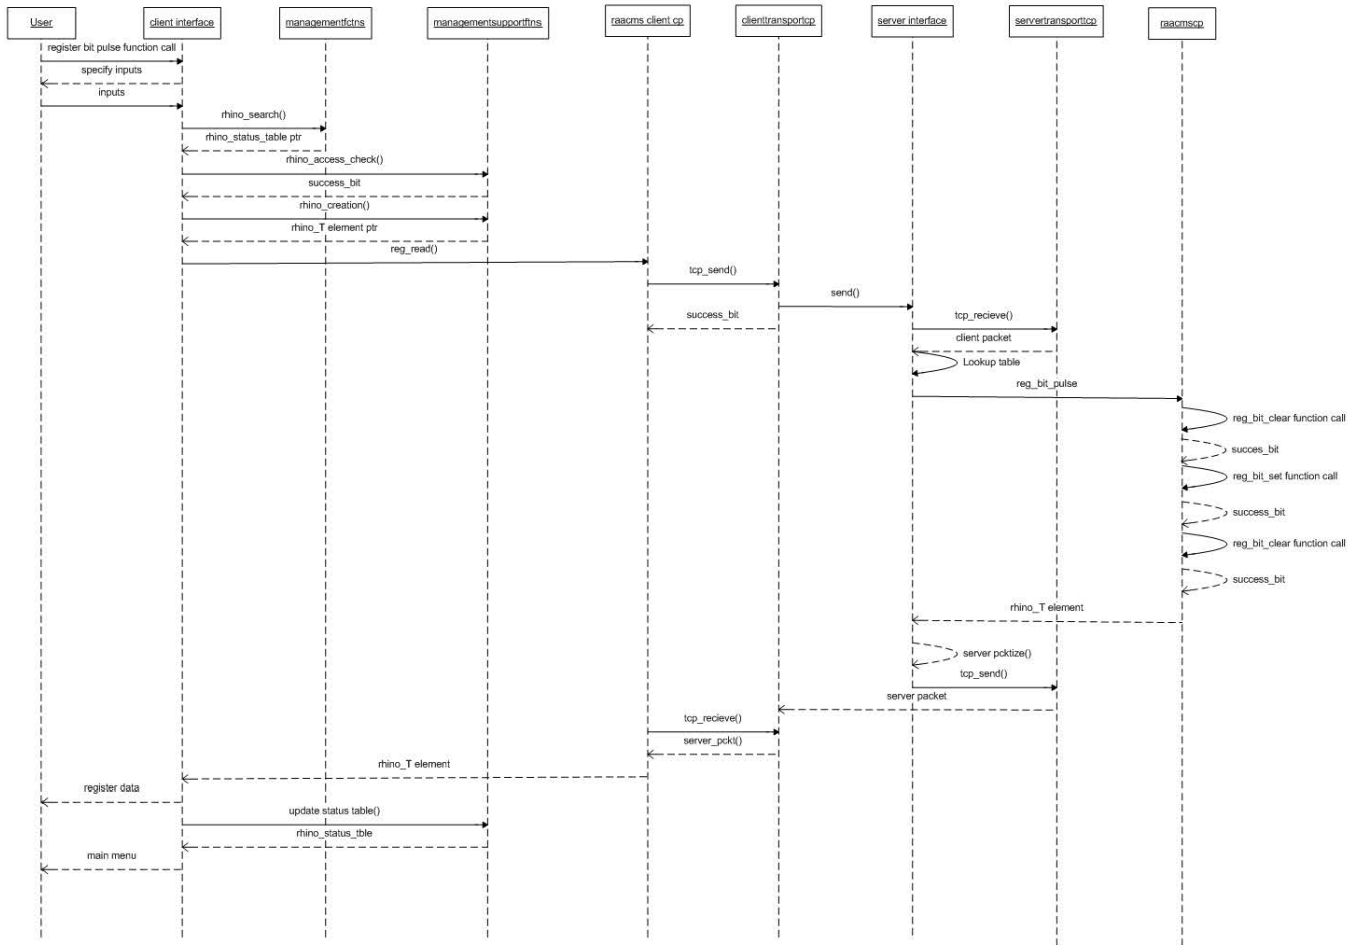 User
client interface
managementfctns
managementsupportftns
raacms client cp
clienttransportcp
server interface
servertransporttcp
raacmscp
register bit pulse function call
specify inputs
inputs
rhino_search()
rhino_status_table ptr
rhino_access_check()
success_bit
rhino_creation()
rhino_T element ptr
reg_read()
tcp_send()
send()
success_bit
tcp_recieve()
client packet
Lookup table
reg_bit_pulse
reg_bit_clear function call
succes_bit
reg_bit_set function call
success_bit
reg_bit_clear function call
success_bit
rhino_T element
server pcktize()
tcp_send()
server packet
tcp_recieve()
server_pckt()
rhino_T element
register data
update status table()
rhino_status_tble
main menu